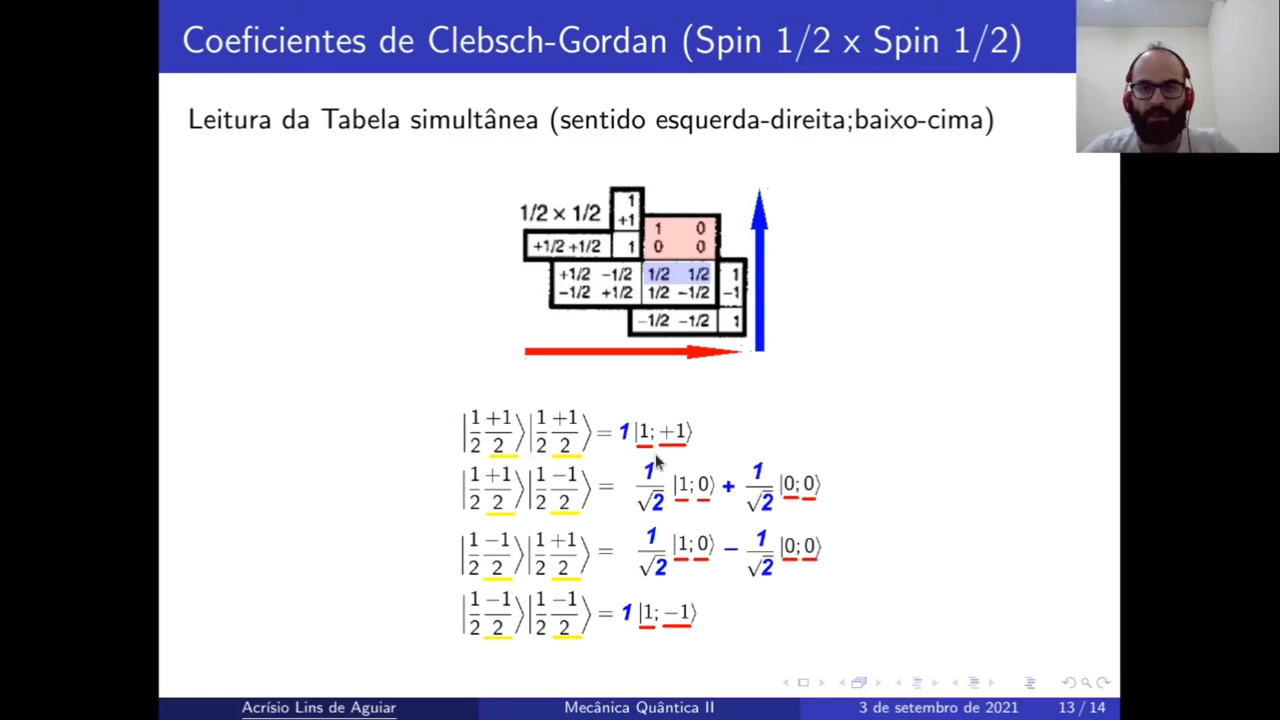 Coeficientes de Clebsch-Gordan (Spin 1/2 x Spin 1/2)
Leitura da Tabela simultânea (sentido esquerda-direita;baixo-cima)
1/2 × 1/2 1
+1 1 0
+1/2 +1/2 1 0 0
+1/2 −1/2 1/2 1/2 1
−1/2 +1/2 1/2 −1/2 −1
−1/2 −1/2 1
|1/2 +1/2⟩|1/2 +1/2⟩ = 1|1; +1⟩
|1/2 +1/2⟩|1/2 −1/2⟩ = 1/√2 |1; 0⟩ + 1/√2 |0; 0⟩
|1/2 −1/2⟩|1/2 +1/2⟩ = 1/√2 |1; 0⟩ − 1/√2 |0; 0⟩
|1/2 −1/2⟩|1/2 −1/2⟩ = 1|1; −1⟩
Acrísio Lins de Aguiar Mecânica Quântica II 3 de setembro de 2021 13 / 14